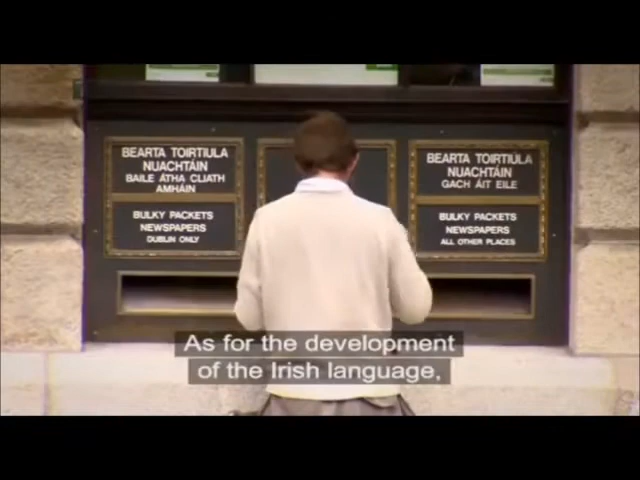 BEARTA TOIRTIULA
NUACHTÁIN
BAILE ÁTHA CLIATH
AMHÁIN
BULKY PACKETS
NEWSPAPERS
DUBLIN ONLY
BEARTA TOIRTIÚLA
NUACHTÁIN
GACH ÁIT EILE
BULKY PACKETS
NEWSPAPERS
ALL OTHER PLACES
As for the development
of the Irish language,